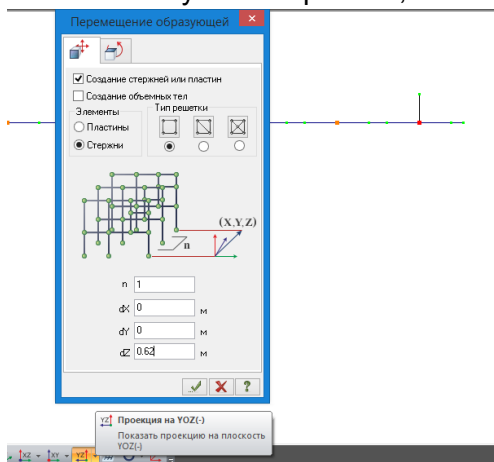 Перемещение образующей
Создание стержней или пластин
Создание объемных тел
Элементы
Тип решетки
Пластины
Стержни
(X,Y,Z)
n
n 1
dX 0 м
dY 0 м
dZ 0.62 м
?
YZ Проекция на YOZ(-)
Показать проекцию на плоскость
YOZ(-)
XZ XY YZ